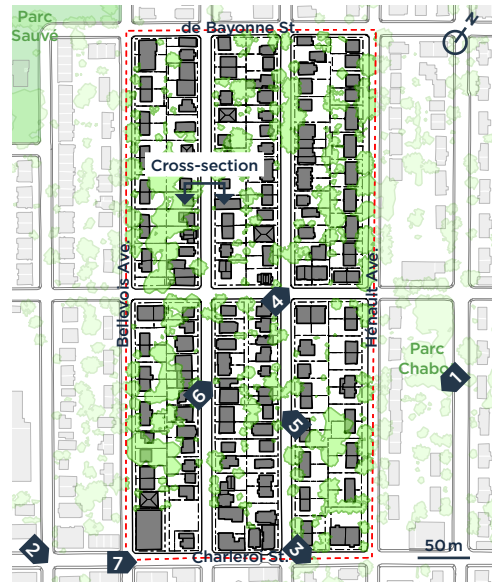 Parc
Sauvé
de Bayonne St.
N
Cross-section
Bellevois Ave.
Hénault Ave.
4
Parc
Chabo
1
6
5
2
7
Charleroi St.
3
50 m